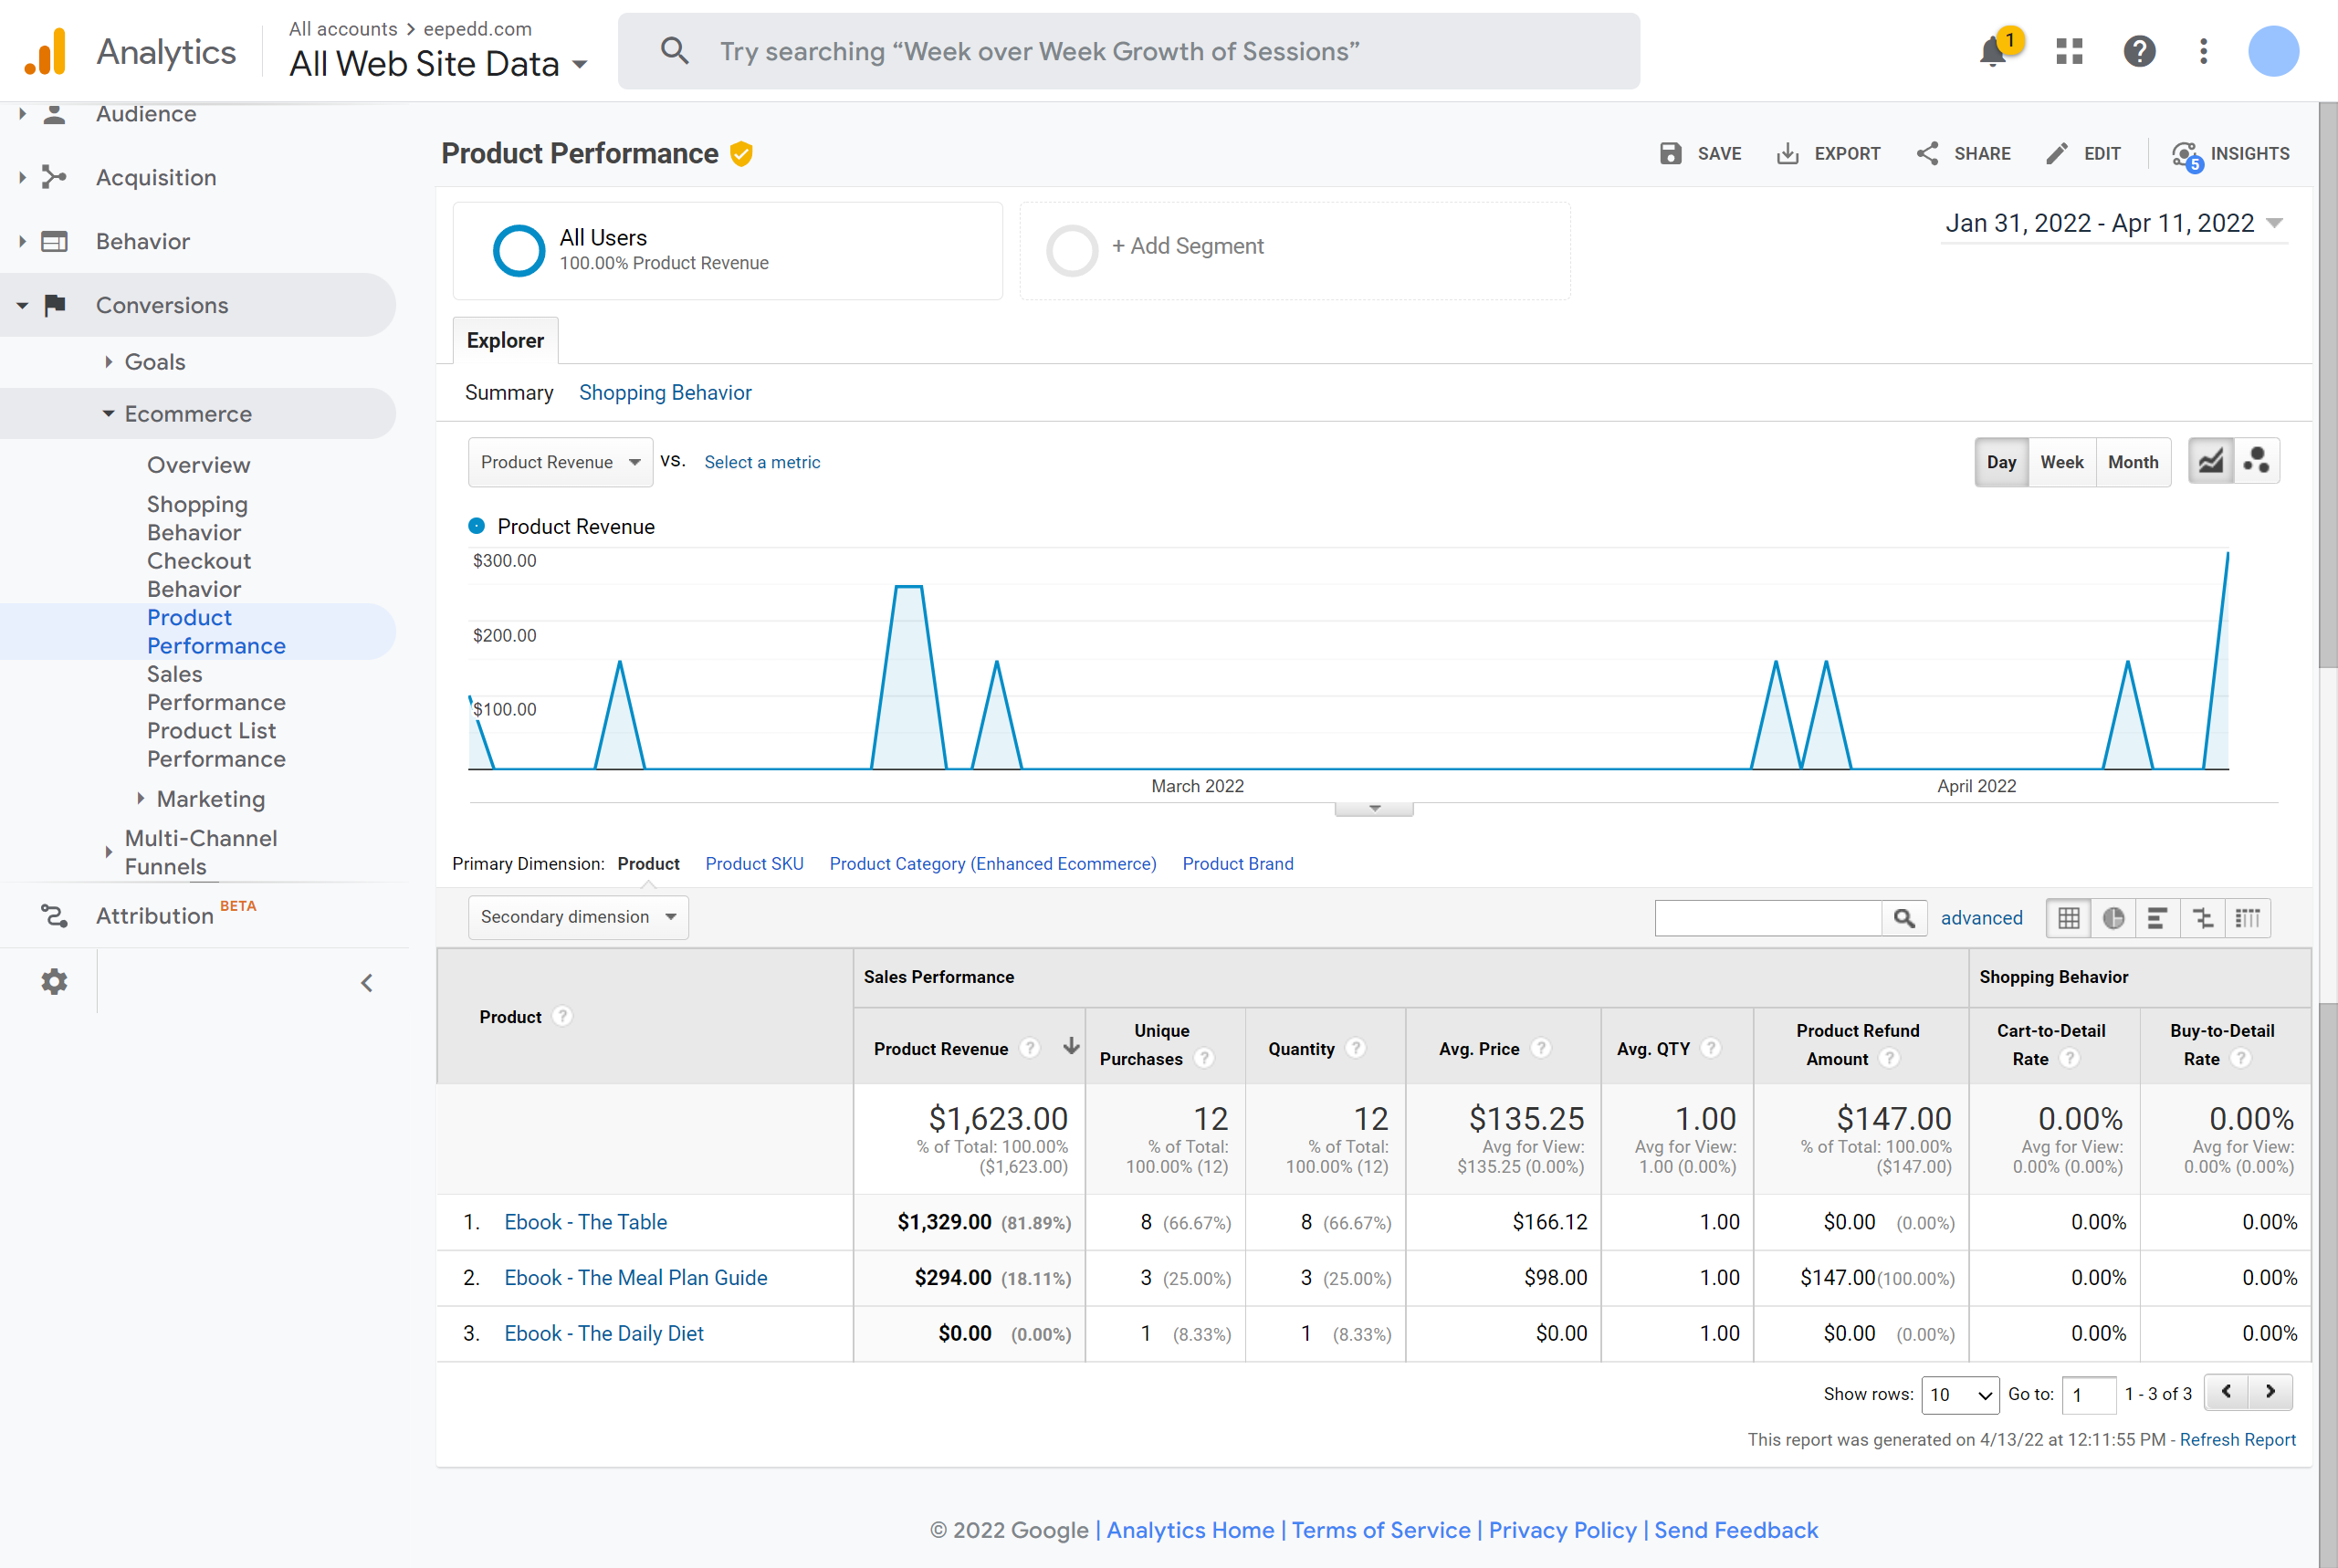 Analytics
All accounts > eepedd.com
All Web Site Data
Try searching “Week over Week Growth of Sessions”
1
Audience
Acquisition
Behavior
Conversions
Goals
Ecommerce
Overview
Shopping
Behavior
Checkout
Behavior
Product
Performance
Sales
Performance
Product List
Performance
Marketing
Multi-Channel
Funnels
Attribution BETA
Product Performance
SAVE EXPORT SHARE EDIT 5 INSIGHTS
All Users
100.00% Product Revenue
+ Add Segment
Jan 31, 2022 - Apr 11, 2022
Explorer
Summary Shopping Behavior
Product Revenue VS. Select a metric
Day Week Month
Product Revenue
$300.00
$200.00
$100.00
March 2022 April 2022
Primary Dimension: Product Product SKU Product Category (Enhanced Ecommerce) Product Brand
Secondary dimension
advanced
Product ?
Sales Performance Shopping Behavior
Product Revenue ? Unique Purchases ? Quantity ? Avg. Price ? Avg. QTY ? Product Refund Amount ? Cart-to-Detail Rate ? Buy-to-Detail Rate ?
$1,623.00 12 12 $135.25 1.00 $147.00 0.00% 0.00%
% of Total: 100.00% % of Total: % of Total: Avg for View: Avg for View: % of Total: 100.00% Avg for View: Avg for View:
($1,623.00) 100.00% (12) 100.00% (12) $135.25 (0.00%) 1.00 (0.00%) ($147.00) 0.00% (0.00%) 0.00% (0.00%)
1. Ebook - The Table $1,329.00 (81.89%) 8 (66.67%) 8 (66.67%) $166.12 1.00 $0.00 (0.00%) 0.00% 0.00%
2. Ebook - The Meal Plan Guide $294.00 (18.11%) 3 (25.00%) 3 (25.00%) $98.00 1.00 $147.00(100.00%) 0.00% 0.00%
3. Ebook - The Daily Diet $0.00 (0.00%) 1 (8.33%) 1 (8.33%) $0.00 1.00 $0.00 (0.00%) 0.00% 0.00%
Show rows: 10 Go to: 1 1 - 3 of 3
This report was generated on 4/13/22 at 12:11:55 PM - Refresh Report
© 2022 Google | Analytics Home | Terms of Service | Privacy Policy | Send Feedback